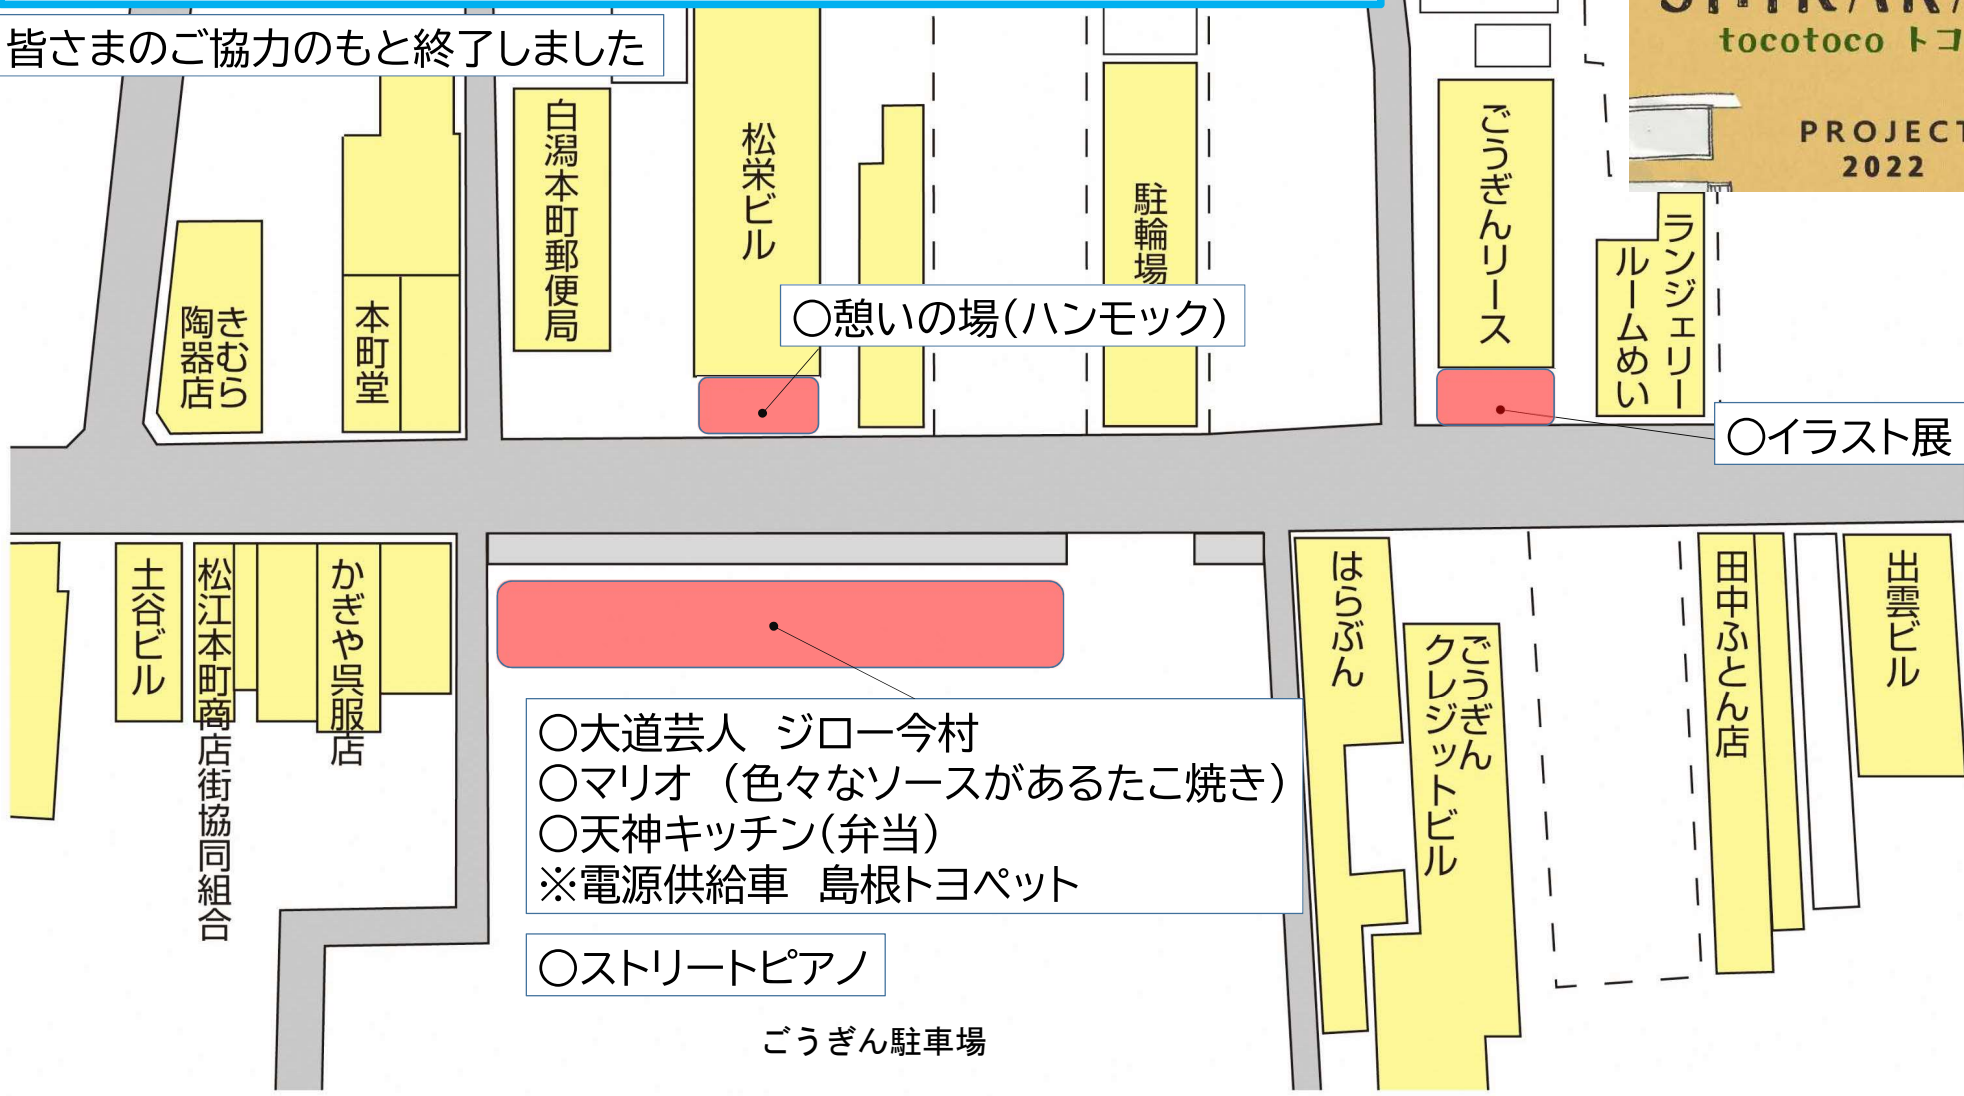 皆さまのご協力のもと終了しました
tocotoco
PROJECT
2022
白潟本町郵便局
松栄ビル
駐輪場
ごうぎんリース
ランジェリー
ルームめい
きむら
陶器店
本町堂
○憩いの場(ハンモック)
○イラスト展
土谷ビル
松江本町商店街協同組合
かぎや呉服店
はらぶん
ごうぎん
クレジットビル
田中ふとん店
出雲ビル
○大道芸人　ジロー今村
○マリオ （色々なソースがあるたこ焼き）
○天神キッチン(弁当)
※電源供給車　島根トヨペット
○ストリートピアノ
ごうぎん駐車場